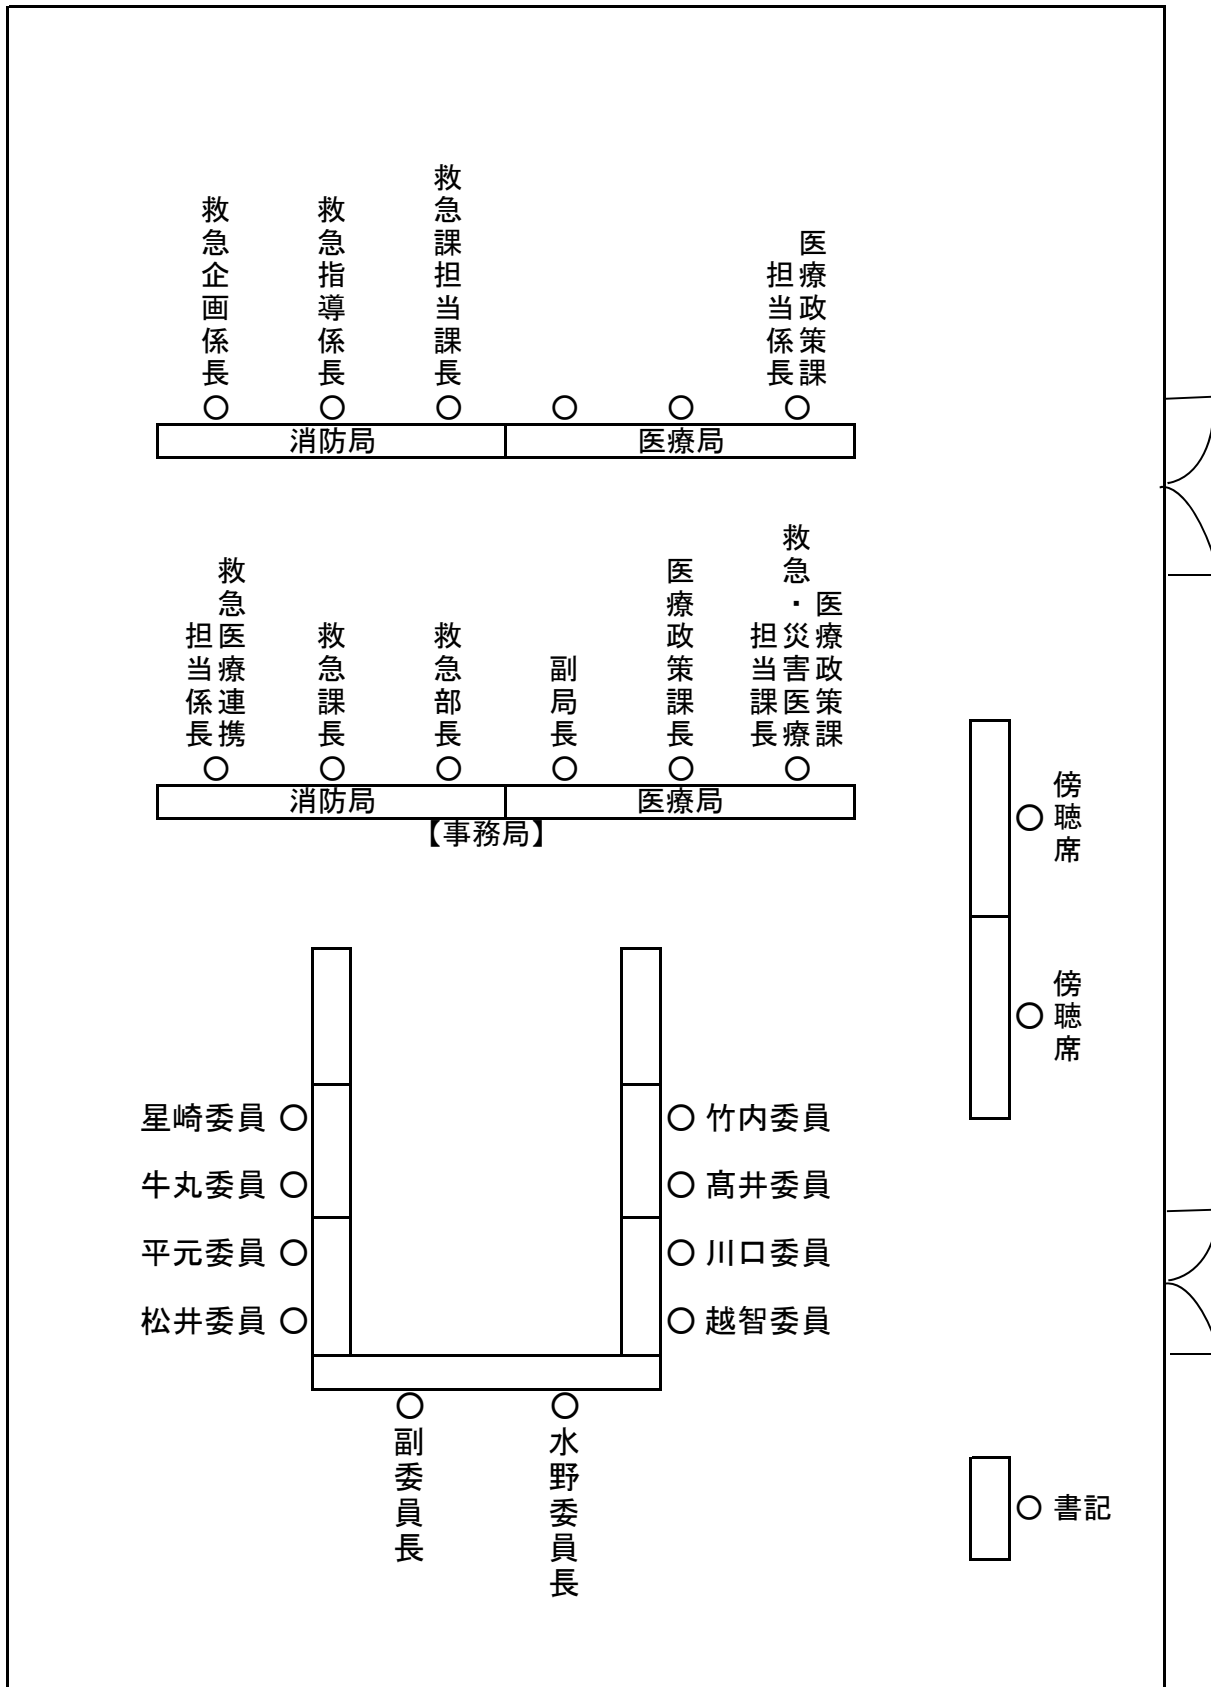 救急企画係長
救急指導係長
救急課担当課長
医療政策課
担当係長
消防局
医療局
救急医療連携
担当係長
救急課長
救急部長
副局長
医療政策課長
医療政策課
救急・災害医療
担当課長
消防局
医療局
【事務局】
傍聴席
傍聴席
星崎委員
竹内委員
牛丸委員
髙井委員
平元委員
川口委員
松井委員
越智委員
副委員長
水野委員長
書記